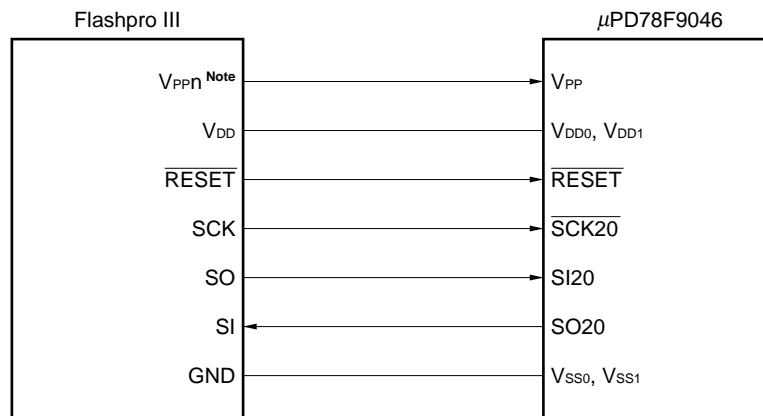 Flashpro III
μPD78F9046
VPPn Note
VPP
VDD
VDD0, VDD1
RESET
RESET
SCK
SCK20
SO
SI20
SI
SO20
GND
VSS0, VSS1